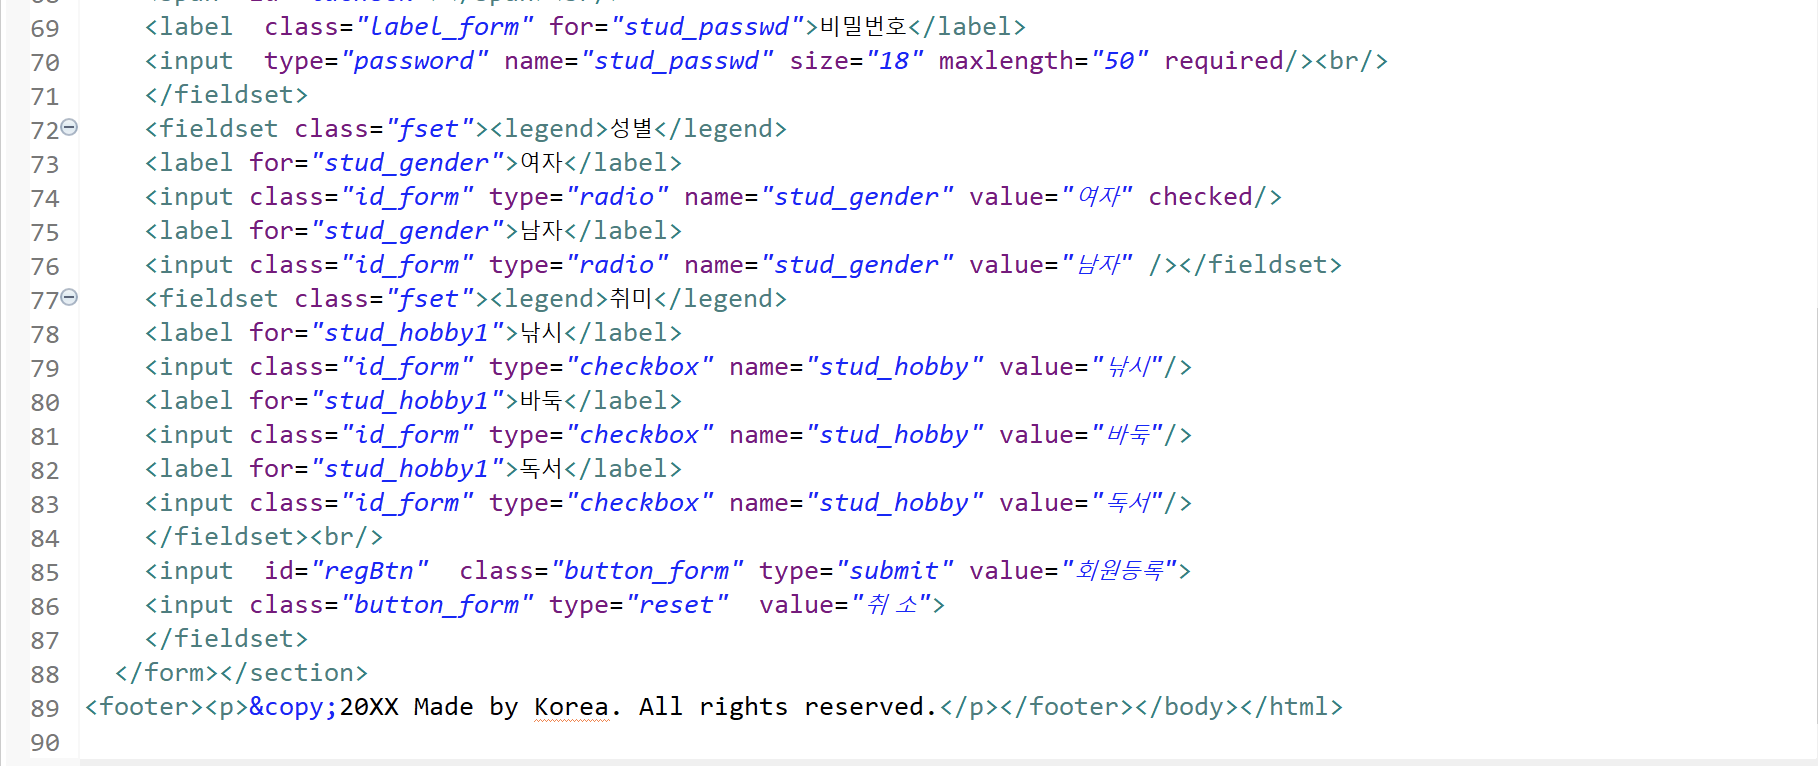 69 <label  class="label_form" for="stud_passwd">비밀번호</label>
70 <input  type="password" name="stud_passwd" size="18" maxlength="50" required/><br/>
71 </fieldset>
72 <fieldset class="fset"><legend>성별</legend>
73 <label for="stud_gender">여자</label>
74 <input class="id_form" type="radio" name="stud_gender" value="여자" checked/>
75 <label for="stud_gender">남자</label>
76 <input class="id_form" type="radio" name="stud_gender" value="남자" /></fieldset>
77 <fieldset class="fset"><legend>취미</legend>
78 <label for="stud_hobby1">낚시</label>
79 <input class="id_form" type="checkbox" name="stud_hobby" value="낚시"/>
80 <label for="stud_hobby1">바둑</label>
81 <input class="id_form" type="checkbox" name="stud_hobby" value="바둑"/>
82 <label for="stud_hobby1">독서</label>
83 <input class="id_form" type="checkbox" name="stud_hobby" value="독서"/>
84 </fieldset><br/>
85 <input  id="regBtn"  class="button_form" type="submit" value="회원등록">
86 <input class="button_form" type="reset"  value="취 소">
87 </fieldset>
88 </form></section>
89 <footer><p>&copy;20XX Made by Korea. All rights reserved.</p></footer></body></html>
90